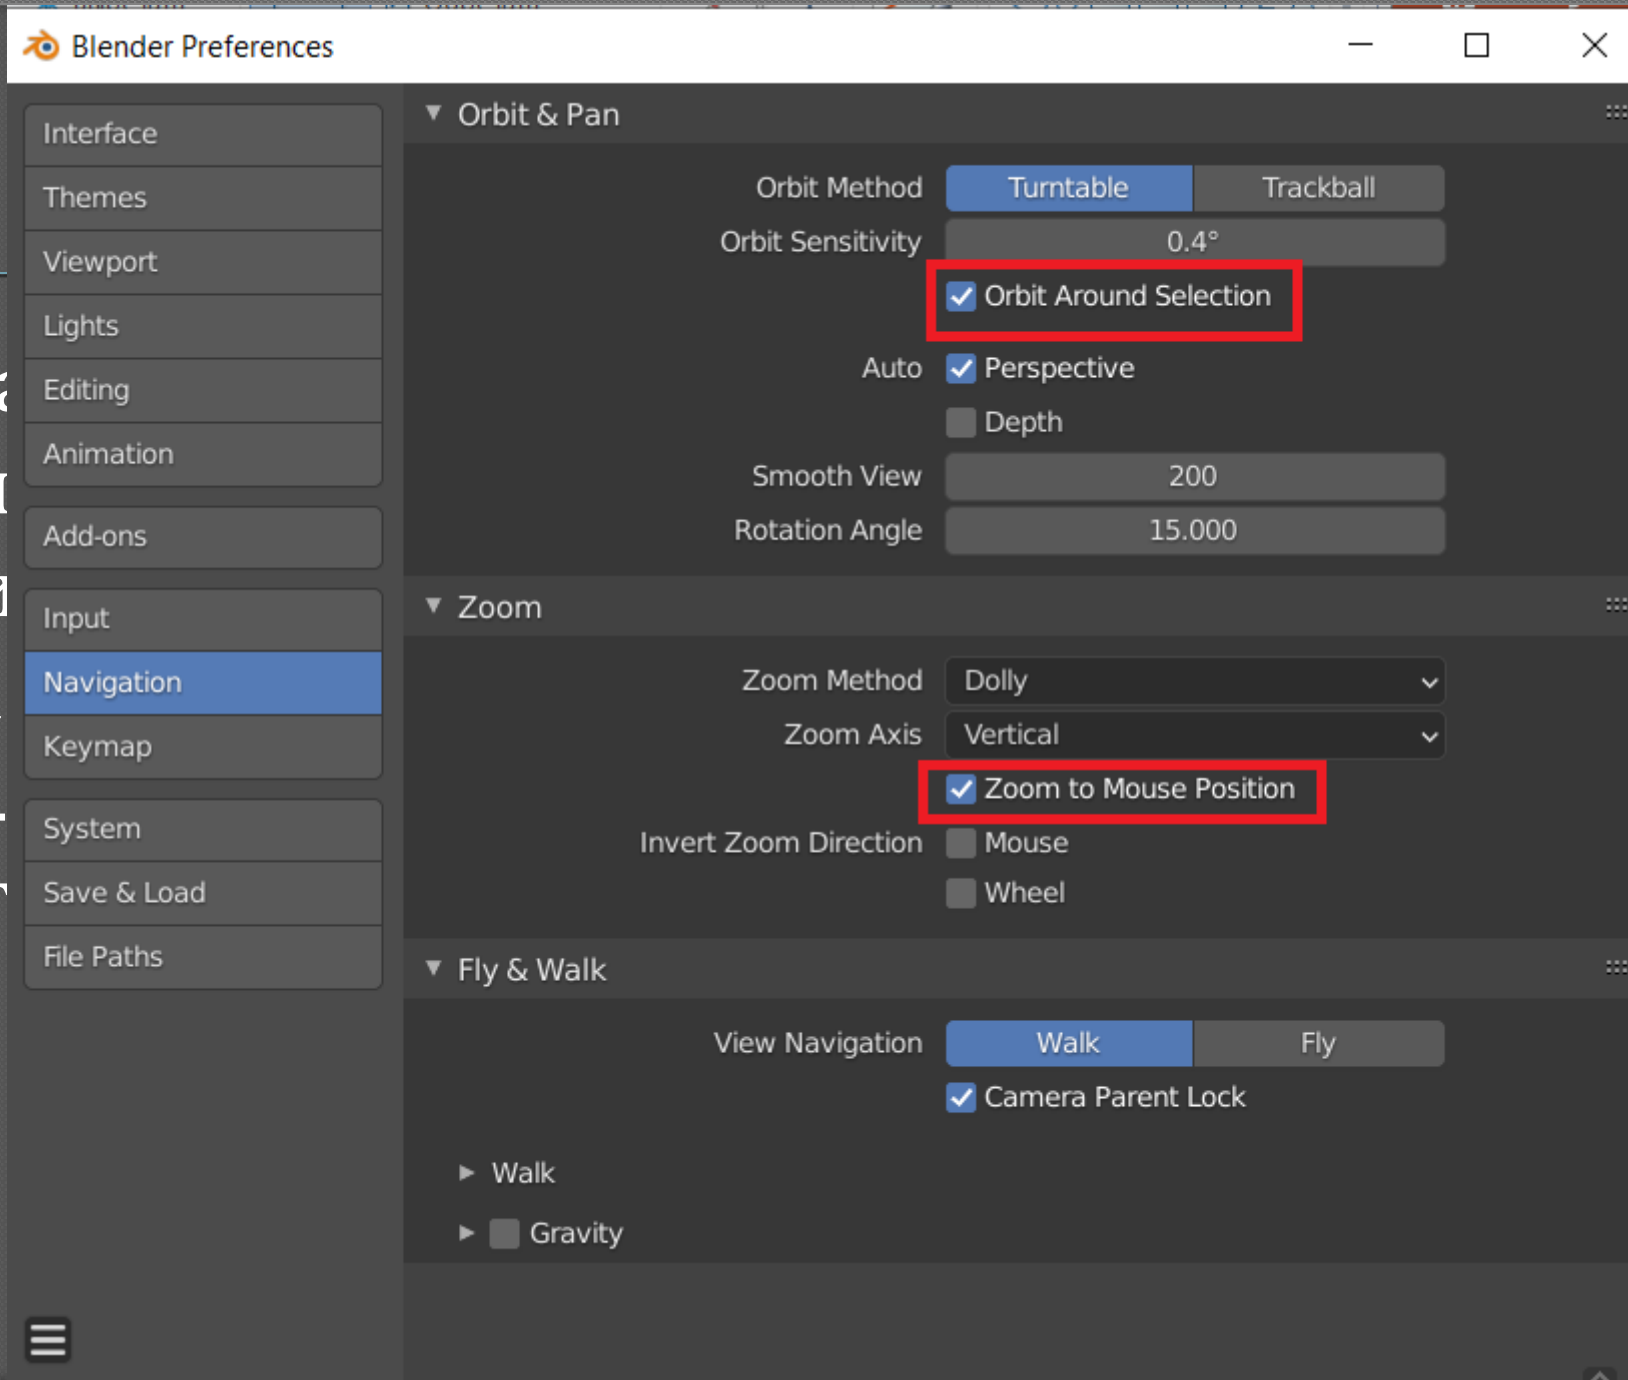 Blender Preferences
Interface
Themes
Viewport
Lights
Editing
Animation
Add-ons
Input
Navigation
Keymap
System
Save & Load
File Paths
Orbit & Pan
Orbit Method Turntable Trackball
Orbit Sensitivity 0.4°
Orbit Around Selection
Auto Perspective
Depth
Smooth View 200
Rotation Angle 15.000
Zoom
Zoom Method Dolly
Zoom Axis Vertical
Zoom to Mouse Position
Invert Zoom Direction Mouse
Wheel
Fly & Walk
View Navigation Walk Fly
Camera Parent Lock
Walk
Gravity